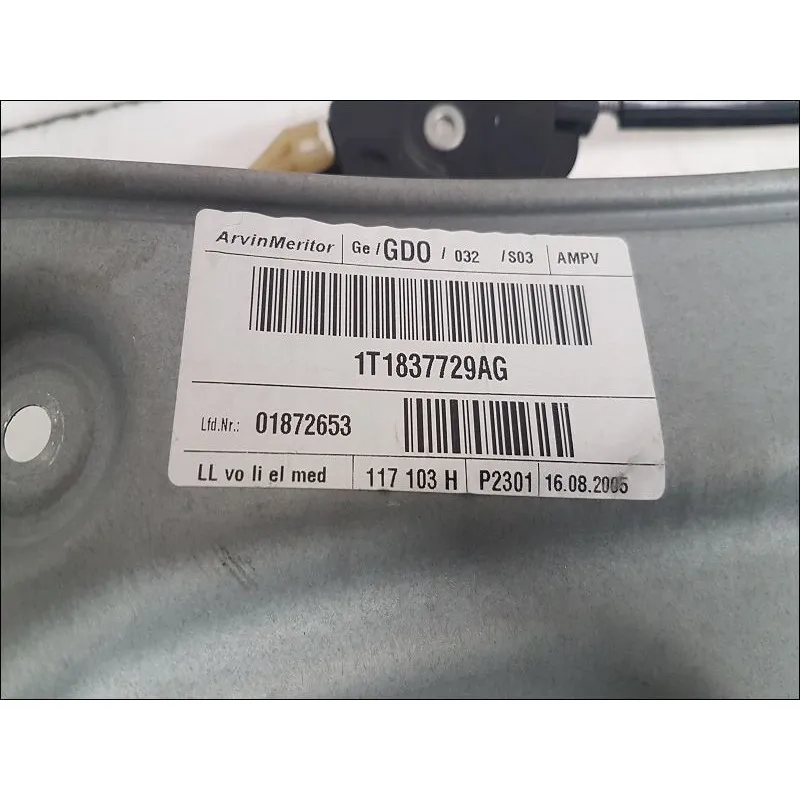 ArvinMeritor Ge / GDO / 032 / S03 AMPV
1T1837729AG
Lfd.Nr.: 01872653
LL vo li el med 117 103 H P2301 16.08.2005